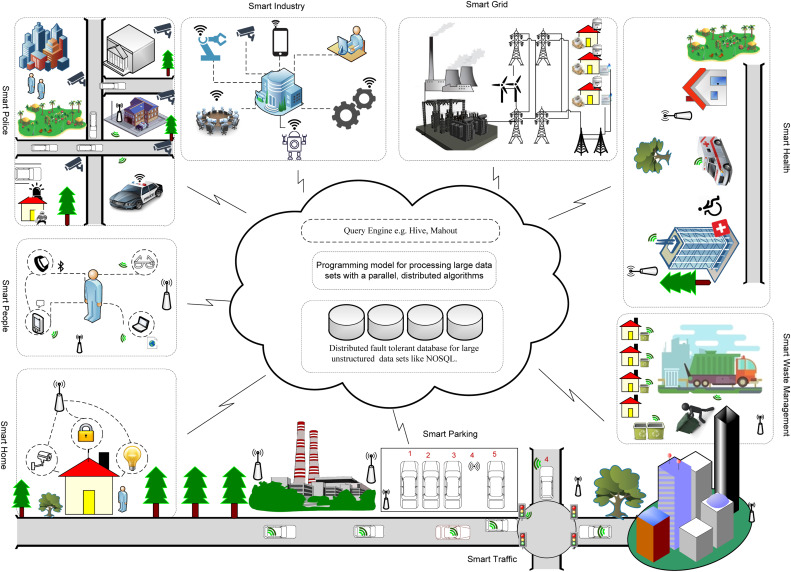 Smart Industry
Smart Grid
Smart Police
Smart Health
Query Engine e.g. Hive, Mahout
Programming model for processing large data
sets with a parallel, distributed algorithms
Distributed fault tolerant database for large
unstructured data sets like NOSQL.
Smart People
Smart Waste Management
Smart Home
Smart Parking
1 2 3 4 5
4
Smart Traffic